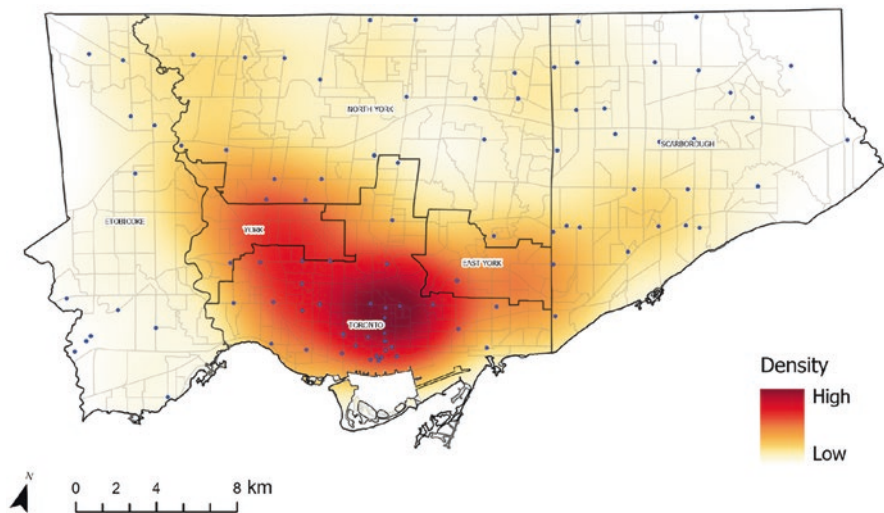 NORTH YORK
SCARBOROUGH
ETOBICOKE
YORK
EAST YORK
TORONTO
Density
High
Low
N
0 2 4 8 km